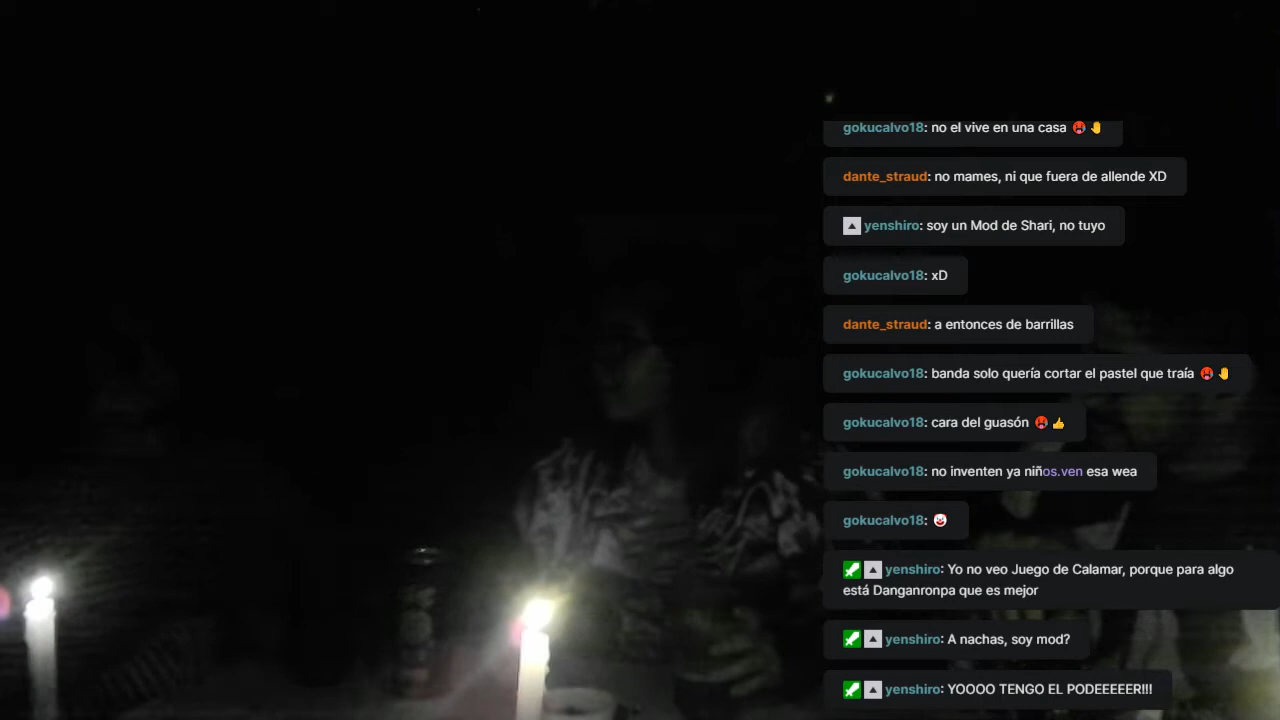 gokucalvo18: no el vive en una casa
dante_straud: no mames, ni que fuera de allende XD
yenshiro: soy un Mod de Shari, no tuyo
gokucalvo18: xD
dante_straud: a entonces de barrillas
gokucalvo18: banda solo quería cortar el pastel que traía 🤚
gokucalvo18: cara del guasón 👍
gokucalvo18: no inventen ya niños.ven esa wea
gokucalvo18: 🤡
yenshiro: Yo no veo Juego de Calamar, porque para algo
está Danganronpa que es mejor
yenshiro: A nachas, soy mod?
yenshiro: YOOOO TENGO EL PODEEEEER!!!